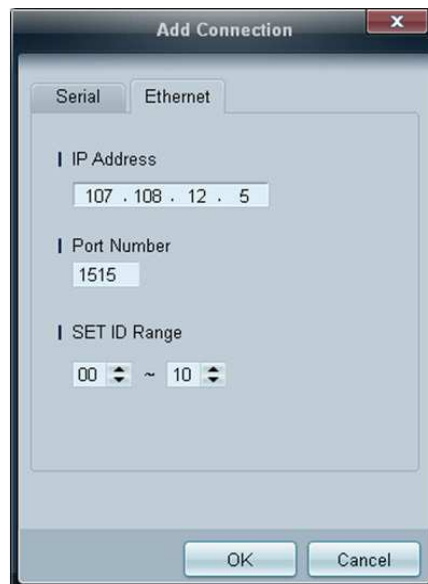 Add Connection
Serial Ethernet
IP Address
107 . 108 . 12 . 5
Port Number
1515
SET ID Range
00 ~ 10
OK Cancel